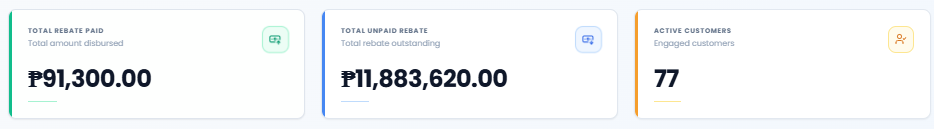 TOTAL REBATE PAID
Total amount disbursed
₱91,300.00
TOTAL UNPAID REBATE
Total rebate outstanding
₱11,883,620.00
ACTIVE CUSTOMERS
Engaged customers
77